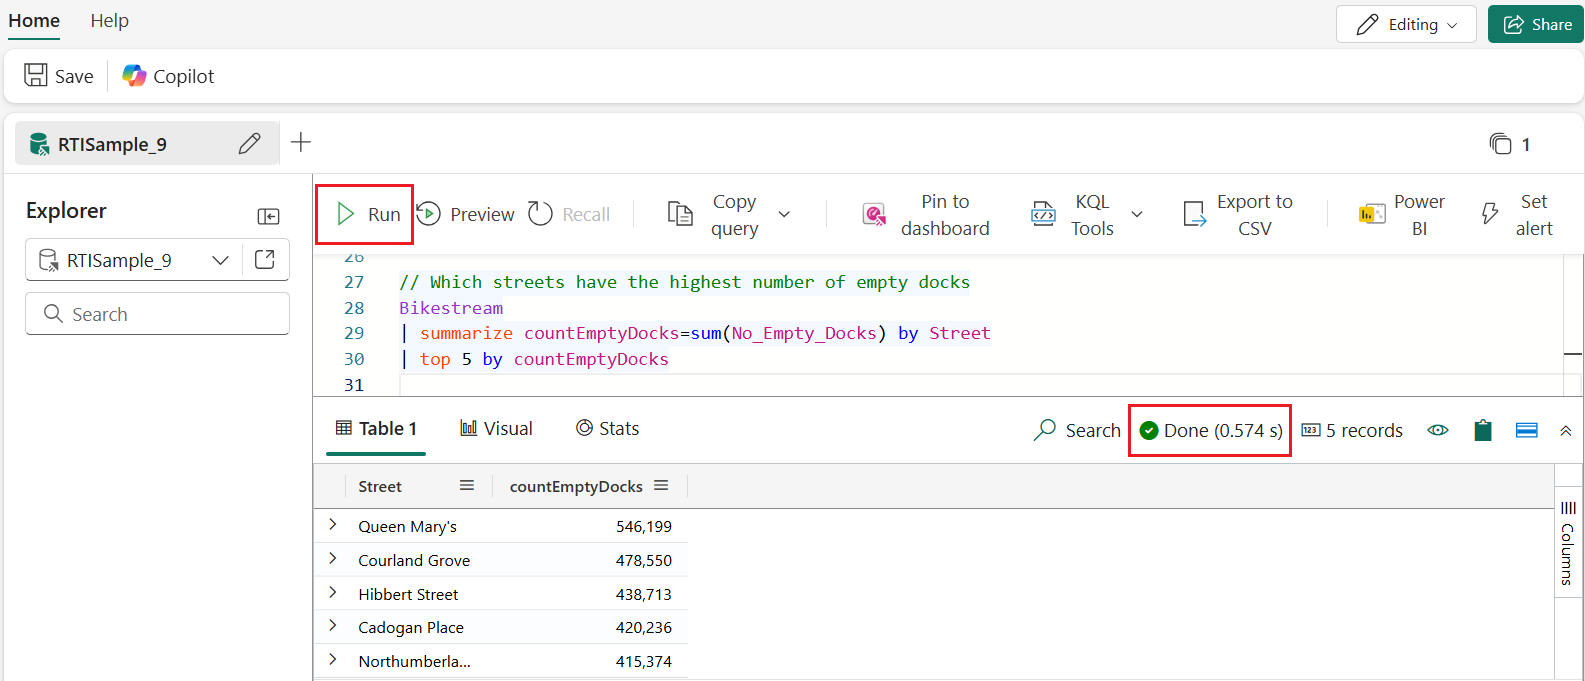 Home Help Editing Share
Save Copilot
RTISample_9 1
Explorer
RTISample_9
Search
Run Preview Recall Copy query Pin to dashboard KQL Tools Export to CSV Power BI Set alert
26
27 // Which streets have the highest number of empty docks
28 Bikestream
29 | summarize countEmptyDocks=sum(No_Empty_Docks) by Street
30 | top 5 by countEmptyDocks
31
Table 1 Visual Stats Search Done (0.574 s) 123 5 records
Street countEmptyDocks
Queen Mary's 546,199
Courland Grove 478,550
Hibbert Street 438,713
Cadogan Place 420,236
Northumberla... 415,374
Columns